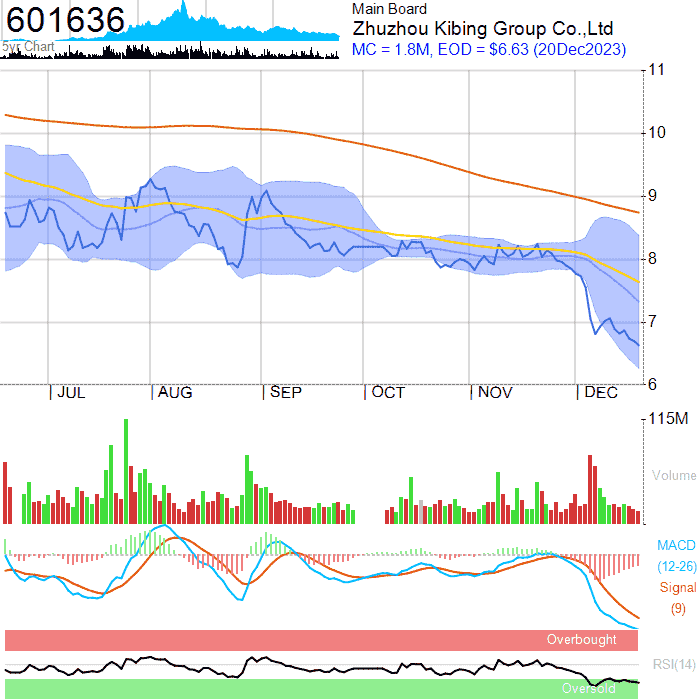 601636
5yr Chart
Main Board
Zhuzhou Kibing Group Co.,Ltd
MC = 1.8M, EOD = $6.63 (20Dec2023)
11
10
9
8
7
6
JUL AUG SEP OCT NOV DEC
115M
Volume
MACD
(12-26)
Signal
(9)
Overbought
RSI(14)
Oversold